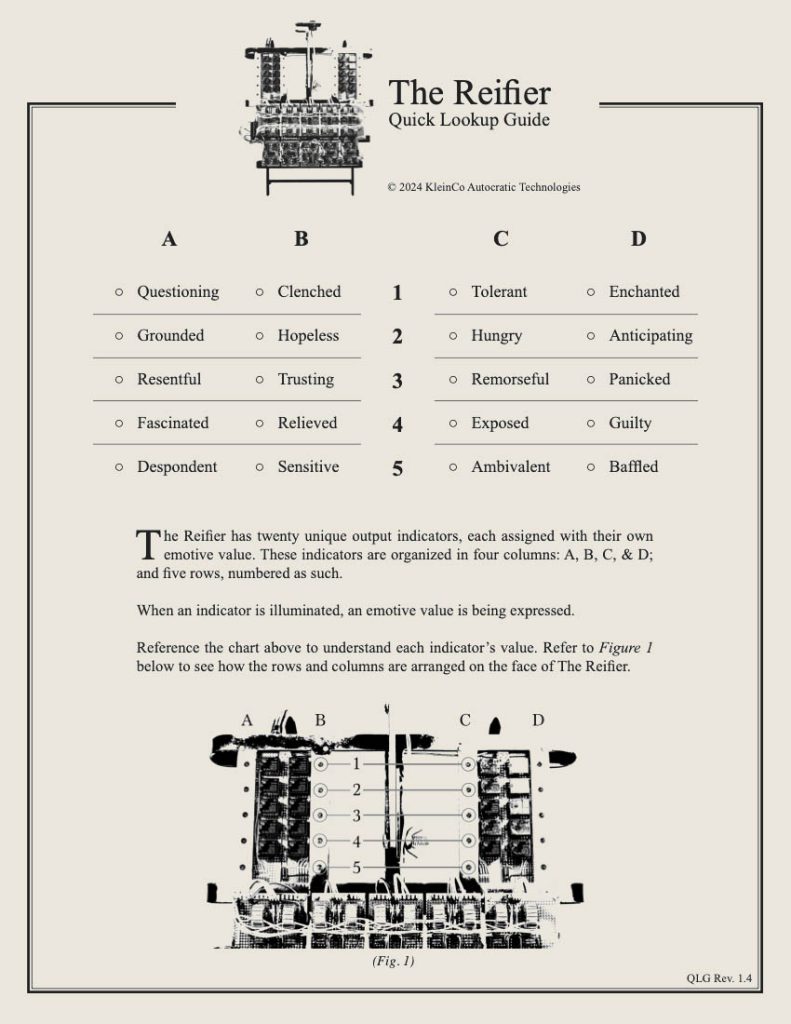 The Reifier
Quick Lookup Guide
© 2024 KleinCo Autocratic Technologies
A B C D
Questioning Clenched 1 Tolerant Enchanted
Grounded Hopeless 2 Hungry Anticipating
Resentful Trusting 3 Remorseful Panicked
Fascinated Relieved 4 Exposed Guilty
Despondent Sensitive 5 Ambivalent Baffled
The Reifier has twenty unique output indicators, each assigned with their own
emotive value. These indicators are organized in four columns: A, B, C, & D;
and five rows, numbered as such.
When an indicator is illuminated, an emotive value is being expressed.
Reference the chart above to understand each indicator’s value. Refer to Figure 1
below to see how the rows and columns are arranged on the face of The Reifier.
A B C D
1
2
3
4
5
(Fig. 1)
QLG Rev. 1.4